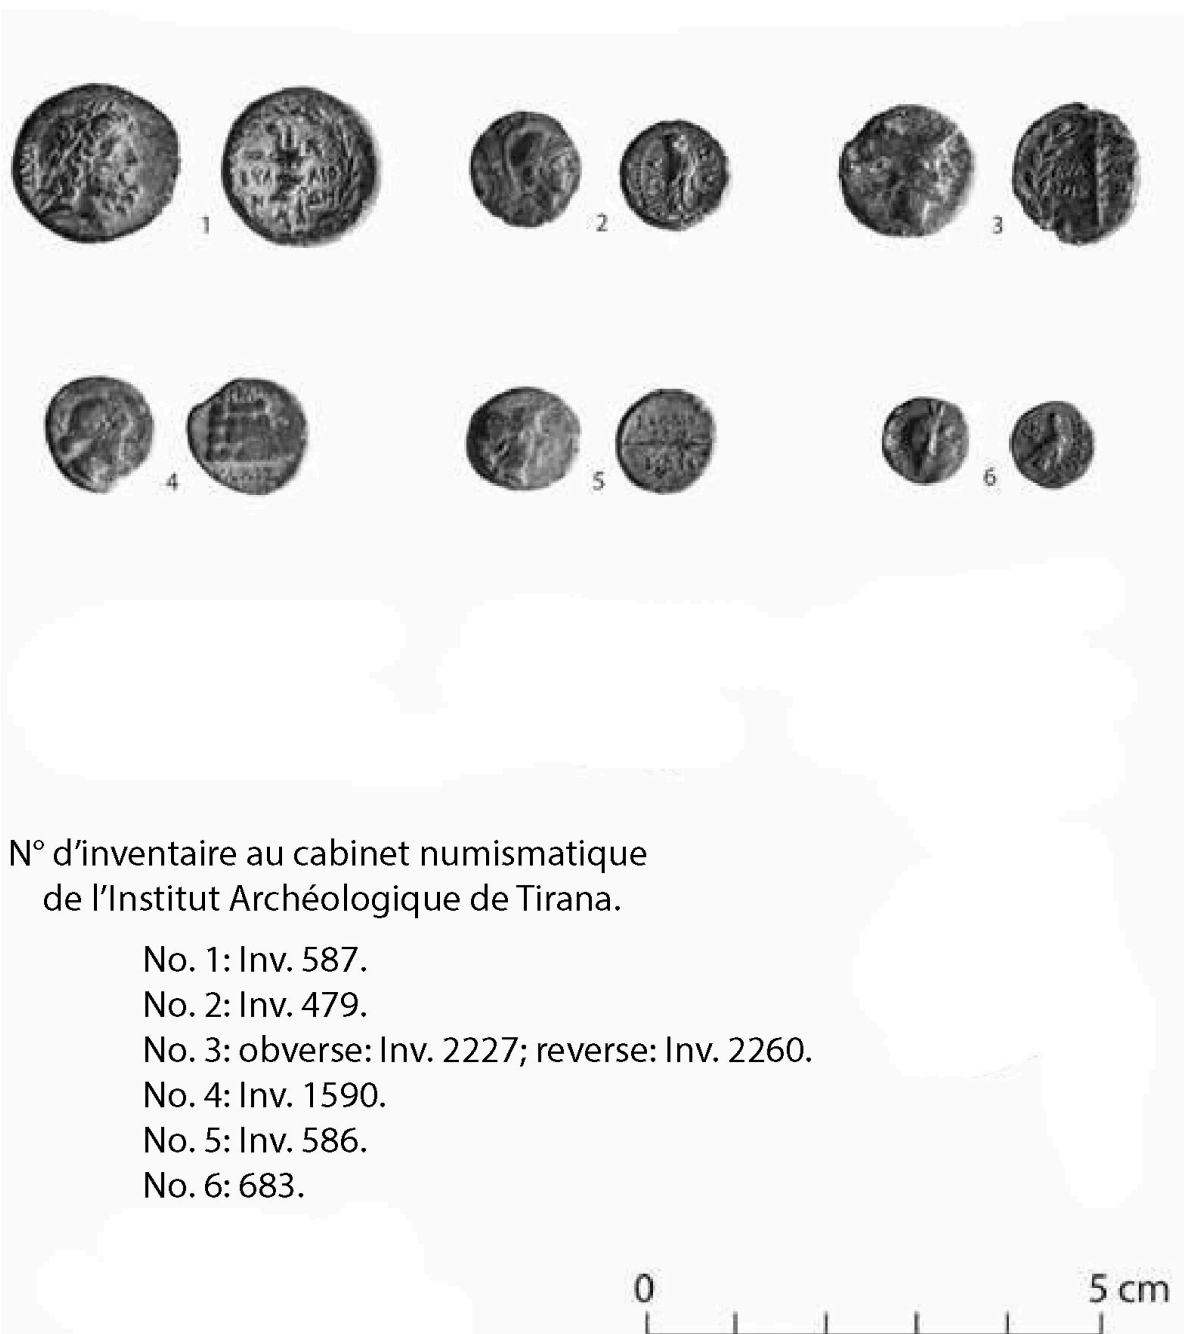 1
2
3
4
5
6
N° d’inventaire au cabinet numismatique
de l’Institut Archéologique de Tirana.
No. 1: Inv. 587.
No. 2: Inv. 479.
No. 3: obverse: Inv. 2227; reverse: Inv. 2260.
No. 4: Inv. 1590.
No. 5: Inv. 586.
No. 6: 683.
0 5 cm